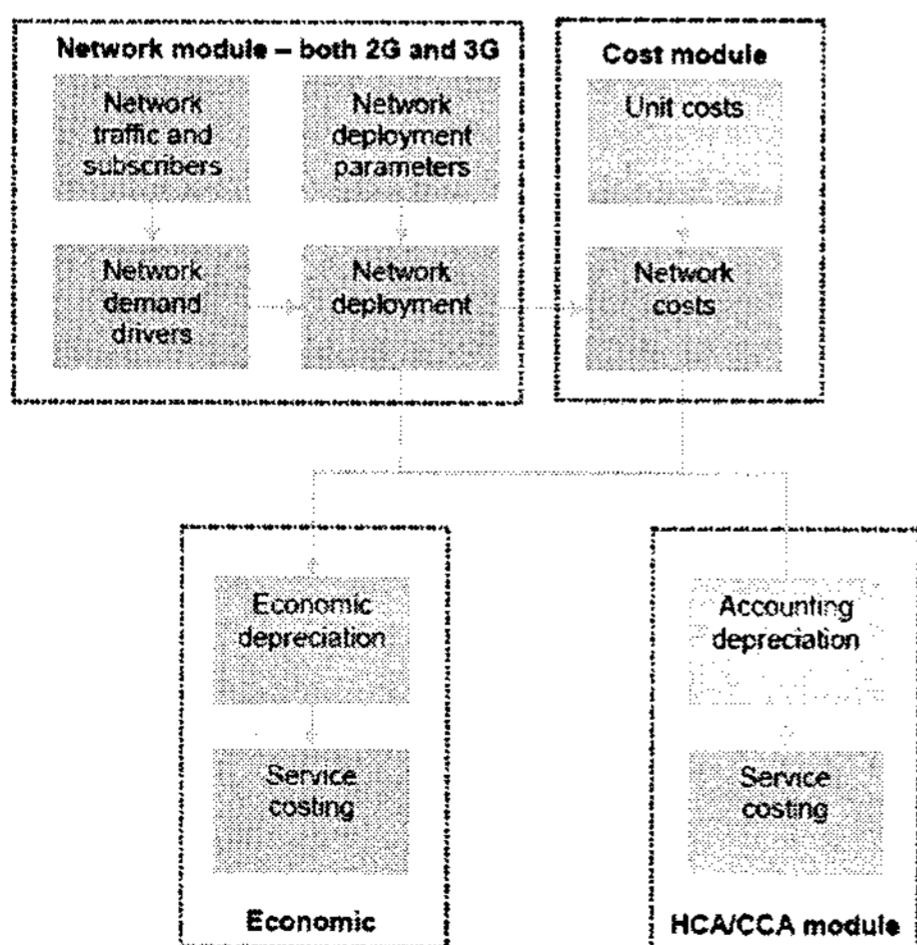 Network module – both 2G and 3G
Network
traffic and
subscribers
Network
deployment
parameters
Network
demand
drivers
Network
deployment
Cost module
Unit costs
Network
costs
Economic
depreciation
Service
costing
Economic
Accounting
depreciation
Service
costing
HCA/CCA module